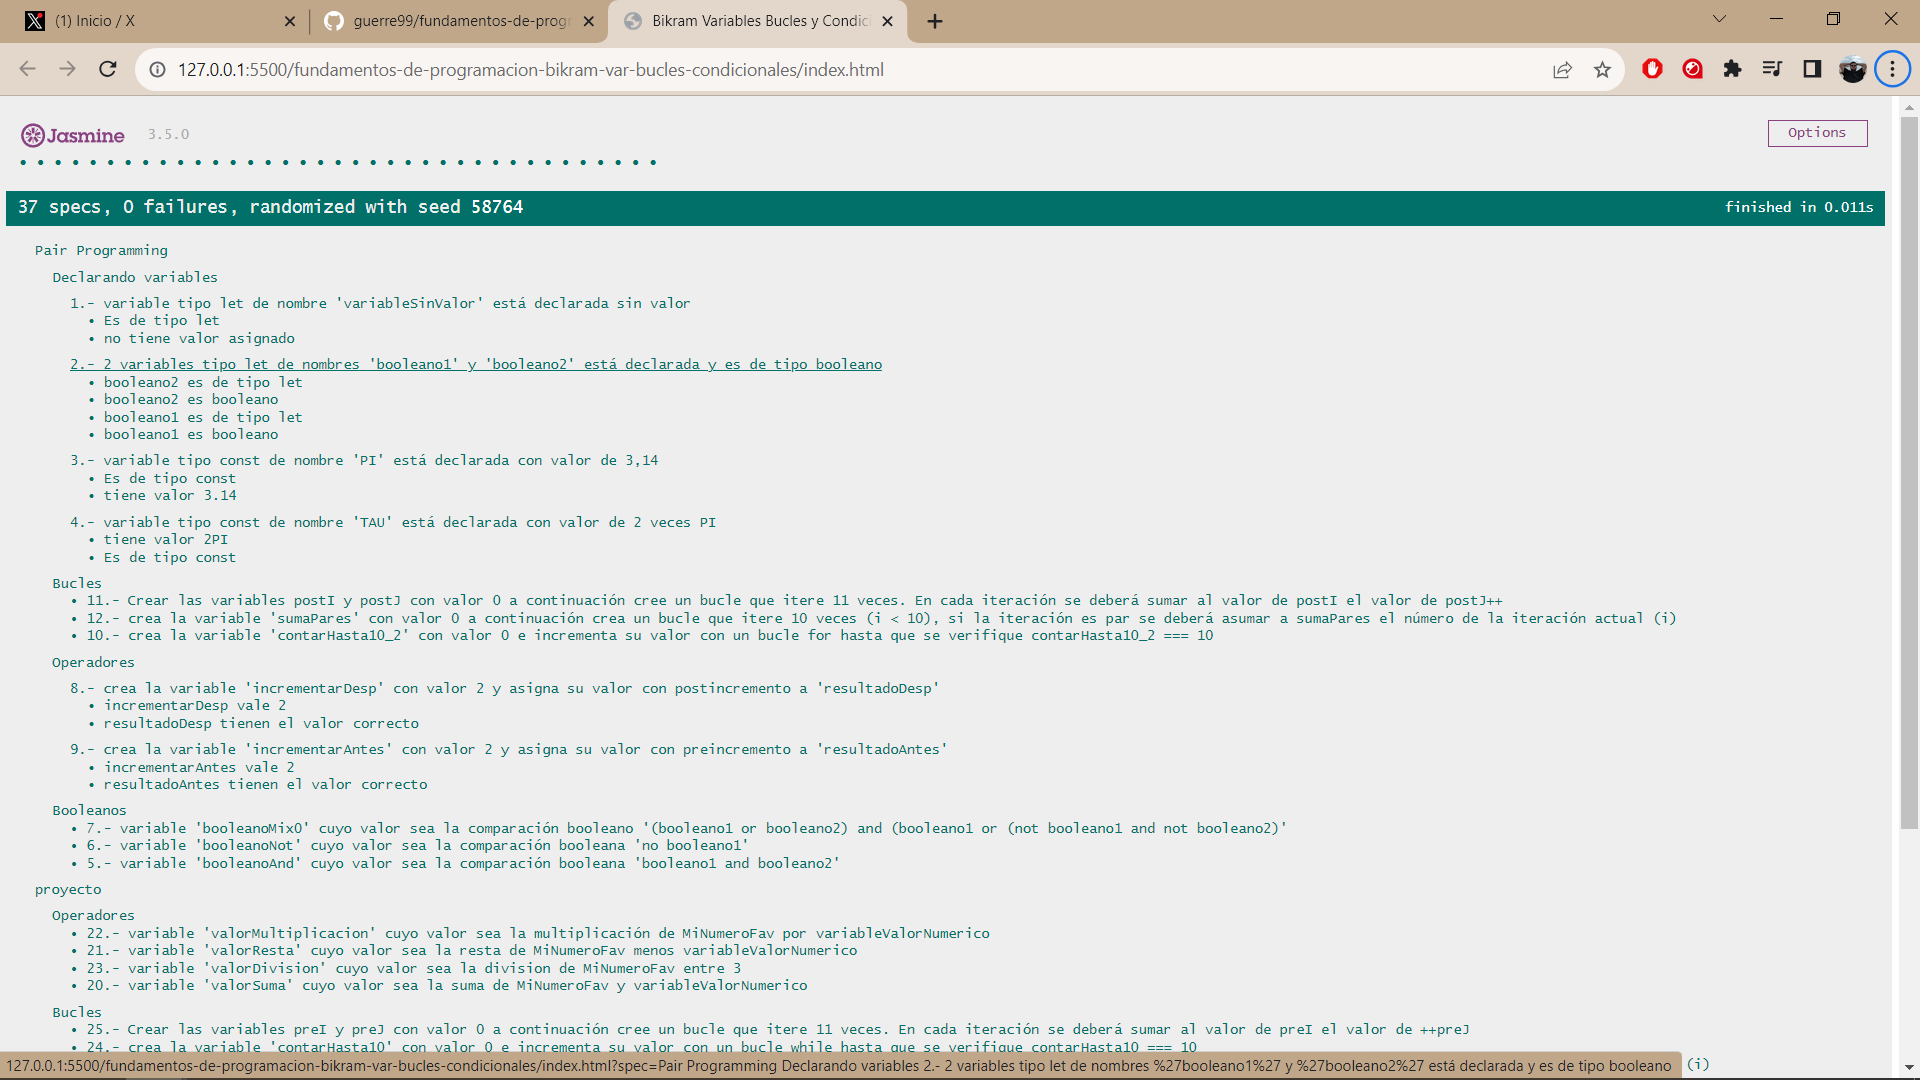 (1) Inicio / X
guerre99/fundamentos-de-progr
Bikram Variables Bucles y Condici
127.0.0.1:5500/fundamentos-de-programacion-bikram-var-bucles-condicionales/index.html
Jasmine 3.5.0
Options
37 specs, 0 failures, randomized with seed 58764
finished in 0.011s
Pair Programming
Declarando variables
1.- variable tipo let de nombre 'variableSinValor' está declarada sin valor
• Es de tipo let
• no tiene valor asignado
2.- 2 variables tipo let de nombres 'booleano1' y 'booleano2' está declarada y es de tipo booleano
• booleano2 es de tipo let
• booleano2 es booleano
• booleano1 es de tipo let
• booleano1 es booleano
3.- variable tipo const de nombre 'PI' está declarada con valor de 3,14
• Es de tipo const
• tiene valor 3.14
4.- variable tipo const de nombre 'TAU' está declarada con valor de 2 veces PI
• tiene valor 2PI
• Es de tipo const
Bucles
• 11.- Crear las variables postI y postJ con valor 0 a continuación cree un bucle que itere 11 veces. En cada iteración se deberá sumar al valor de postI el valor de postJ++
• 12.- crea la variable 'sumaPares' con valor 0 a continuación crea un bucle que itere 10 veces (i < 10), si la iteración es par se deberá asumar a sumaPares el número de la iteración actual (i)
• 10.- crea la variable 'contarHasta10_2' con valor 0 e incrementa su valor con un bucle for hasta que se verifique contarHasta10_2 === 10
Operadores
8.- crea la variable 'incrementarDesp' con valor 2 y asigna su valor con postincremento a 'resultadoDesp'
• incrementarDesp vale 2
• resultadoDesp tienen el valor correcto
9.- crea la variable 'incrementarAntes' con valor 2 y asigna su valor con preincremento a 'resultadoAntes'
• incrementarAntes vale 2
• resultadoAntes tienen el valor correcto
Booleanos
• 7.- variable 'booleanoMix0' cuyo valor sea la comparación booleano '(booleano1 or booleano2) and (booleano1 or (not booleano1 and not booleano2)'
• 6.- variable 'booleanoNot' cuyo valor sea la comparación booleana 'no booleano1'
• 5.- variable 'booleanoAnd' cuyo valor sea la comparación booleana 'booleano1 and booleano2'
proyecto
Operadores
• 22.- variable 'valorMultiplicacion' cuyo valor sea la multiplicación de MiNumeroFav por variableValorNumerico
• 21.- variable 'valorResta' cuyo valor sea la resta de MiNumeroFav menos variableValorNumerico
• 23.- variable 'valorDivision' cuyo valor sea la division de MiNumeroFav entre 3
• 20.- variable 'valorSuma' cuyo valor sea la suma de MiNumeroFav y variableValorNumerico
Bucles
• 25.- Crear las variables preI y preJ con valor 0 a continuación cree un bucle que itere 11 veces. En cada iteración se deberá sumar al valor de preI el valor de ++preJ
• 24.- crea la variable 'contarHasta10' con valor 0 e incrementa su valor con un bucle while hasta que se verifique contarHasta10 === 10
(i)
127.0.0.1:5500/fundamentos-de-programacion-bikram-var-bucles-condicionales/index.html?spec=Pair Programming Declarando variables 2.- 2 variables tipo let de nombres %27booleano1%27 y %27booleano2%27 está declarada y es de tipo booleano